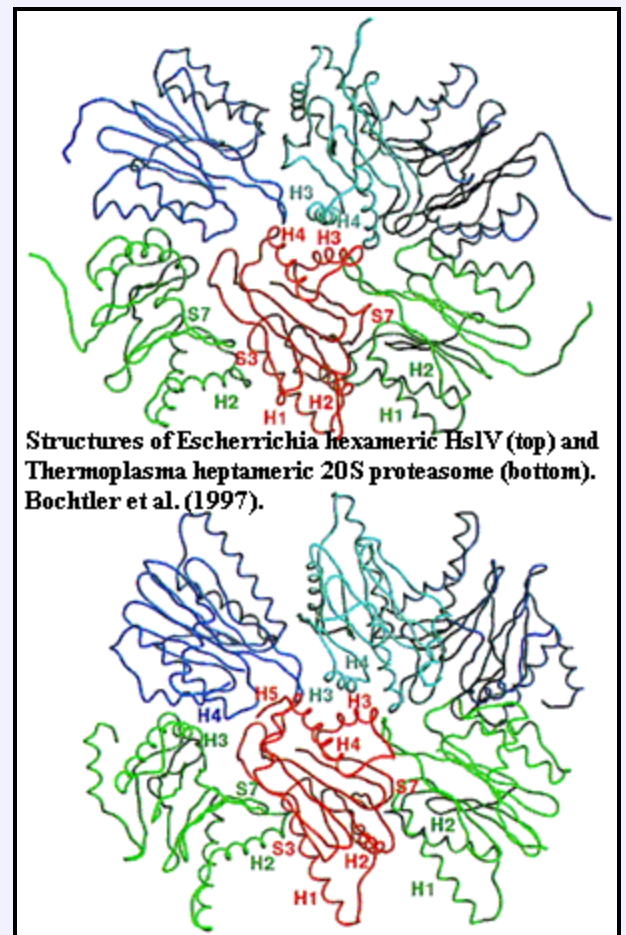 H3
H4
H4 H3
S7
S7
S3
H2
H2
H2
H1
H1
Structures of Escherrichia hexameric HslV (top) and
Thermoplasma heptameric 20S proteasome (bottom).
Bochtler et al. (1997).
H4
H5 H3 H3
H4
H3
H4
S7
S7
H2
S3
H2
H2
H1
H1